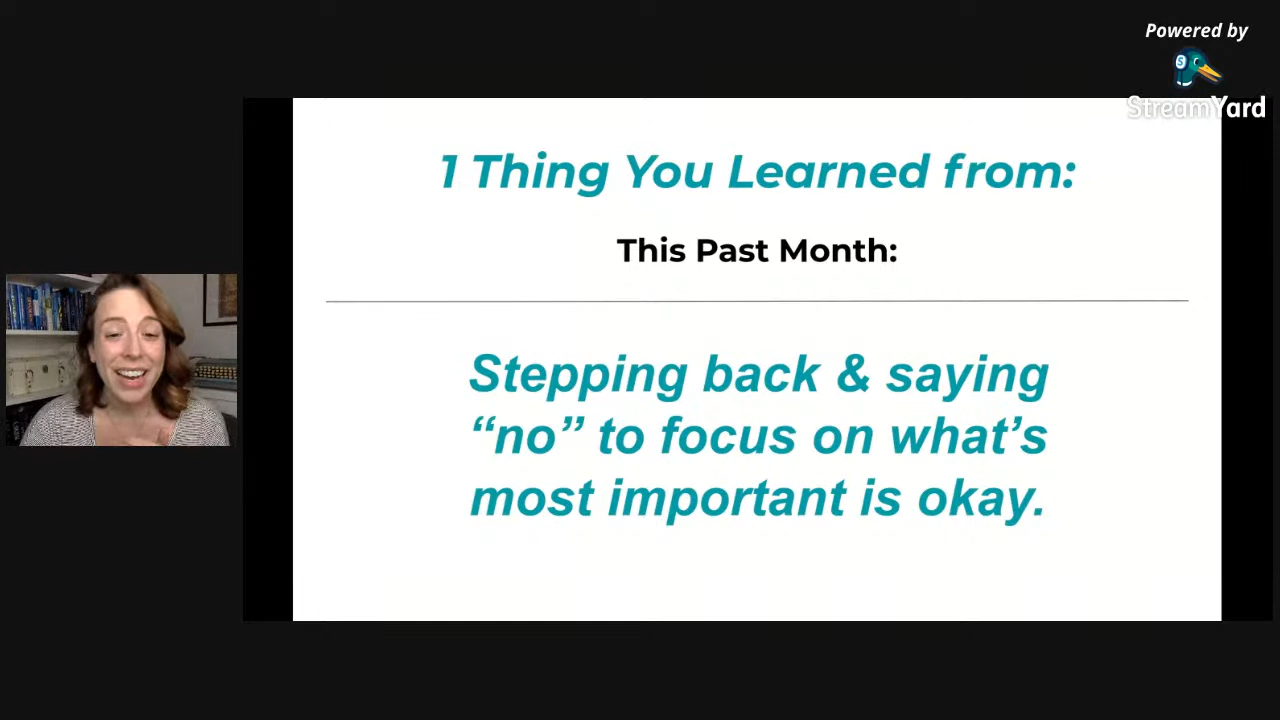 Powered by
StreamYard
1 Thing You Learned from:
This Past Month:
Stepping back & saying
“no” to focus on what’s
most important is okay.